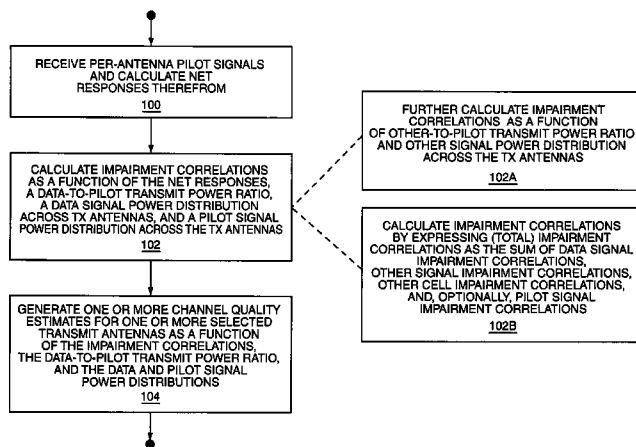 RECEIVE PER-ANTENNA PILOT SIGNALS
AND CALCULATE NET
RESPONSES THEREFROM
100
CALCULATE IMPAIRMENT CORRELATIONS
AS A FUNCTION OF THE NET RESPONSES,
A DATA-TO-PILOT TRANSMIT POWER RATIO,
A DATA SIGNAL POWER DISTRIBUTION
ACROSS TX ANTENNAS, AND A PILOT SIGNAL
POWER DISTRIBUTION ACROSS THE TX ANTENNAS
102
GENERATE ONE OR MORE CHANNEL QUALITY
ESTIMATES FOR ONE OR MORE SELECTED
TRANSMIT ANTENNAS AS A FUNCTION
OF THE IMPAIRMENT CORRELATIONS,
THE DATA-TO-PILOT TRANSMIT POWER RATIO,
AND THE DATA AND PILOT SIGNAL
POWER DISTRIBUTIONS
104
FURTHER CALCULATE IMPAIRMENT
CORRELATIONS AS A FUNCTION
OF OTHER-TO-PILOT TRANSMIT POWER RATIO
AND OTHER SIGNAL POWER DISTRIBUTION
ACROSS THE TX ANTENNAS
102A
CALCULATE IMPAIRMENT CORRELATIONS
BY EXPRESSING (TOTAL) IMPAIRMENT
CORRELATIONS AS THE SUM OF DATA SIGNAL
IMPAIRMENT CORRELATIONS,
OTHER SIGNAL IMPAIRMENT CORRELATIONS,
OTHER CELL IMPAIRMENT CORRELATIONS,
AND, OPTIONALLY, PILOT SIGNAL
IMPAIRMENT CORRELATIONS
102B